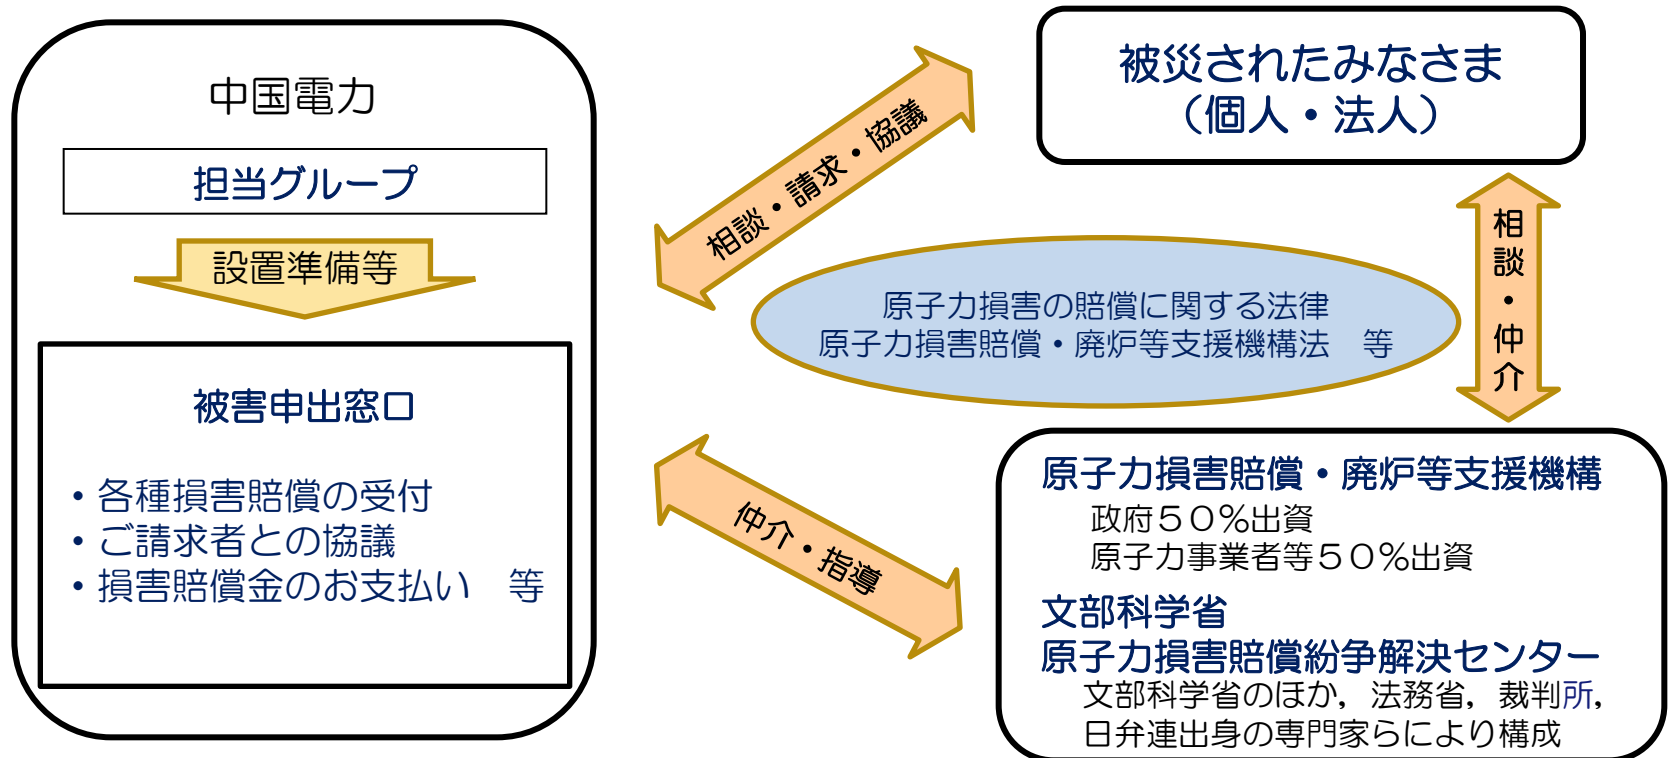 中国電力
担当グループ
設置準備等
被害申出窓口
・各種損害賠償の受付
・ご請求者との協議
・損害賠償金のお支払い　等
相談・請求・協議
被災されたみなさま
（個人・法人）
原子力損害の賠償に関する法律
原子力損害賠償・廃炉等支援機構法　等
相談・仲介
仲介・指導
原子力損害賠償・廃炉等支援機構
政府５０％出資
原子力事業者等５０％出資
文部科学省
原子力損害賠償紛争解決センター
文部科学省のほか，法務省，裁判所，
日弁連出身の専門家らにより構成